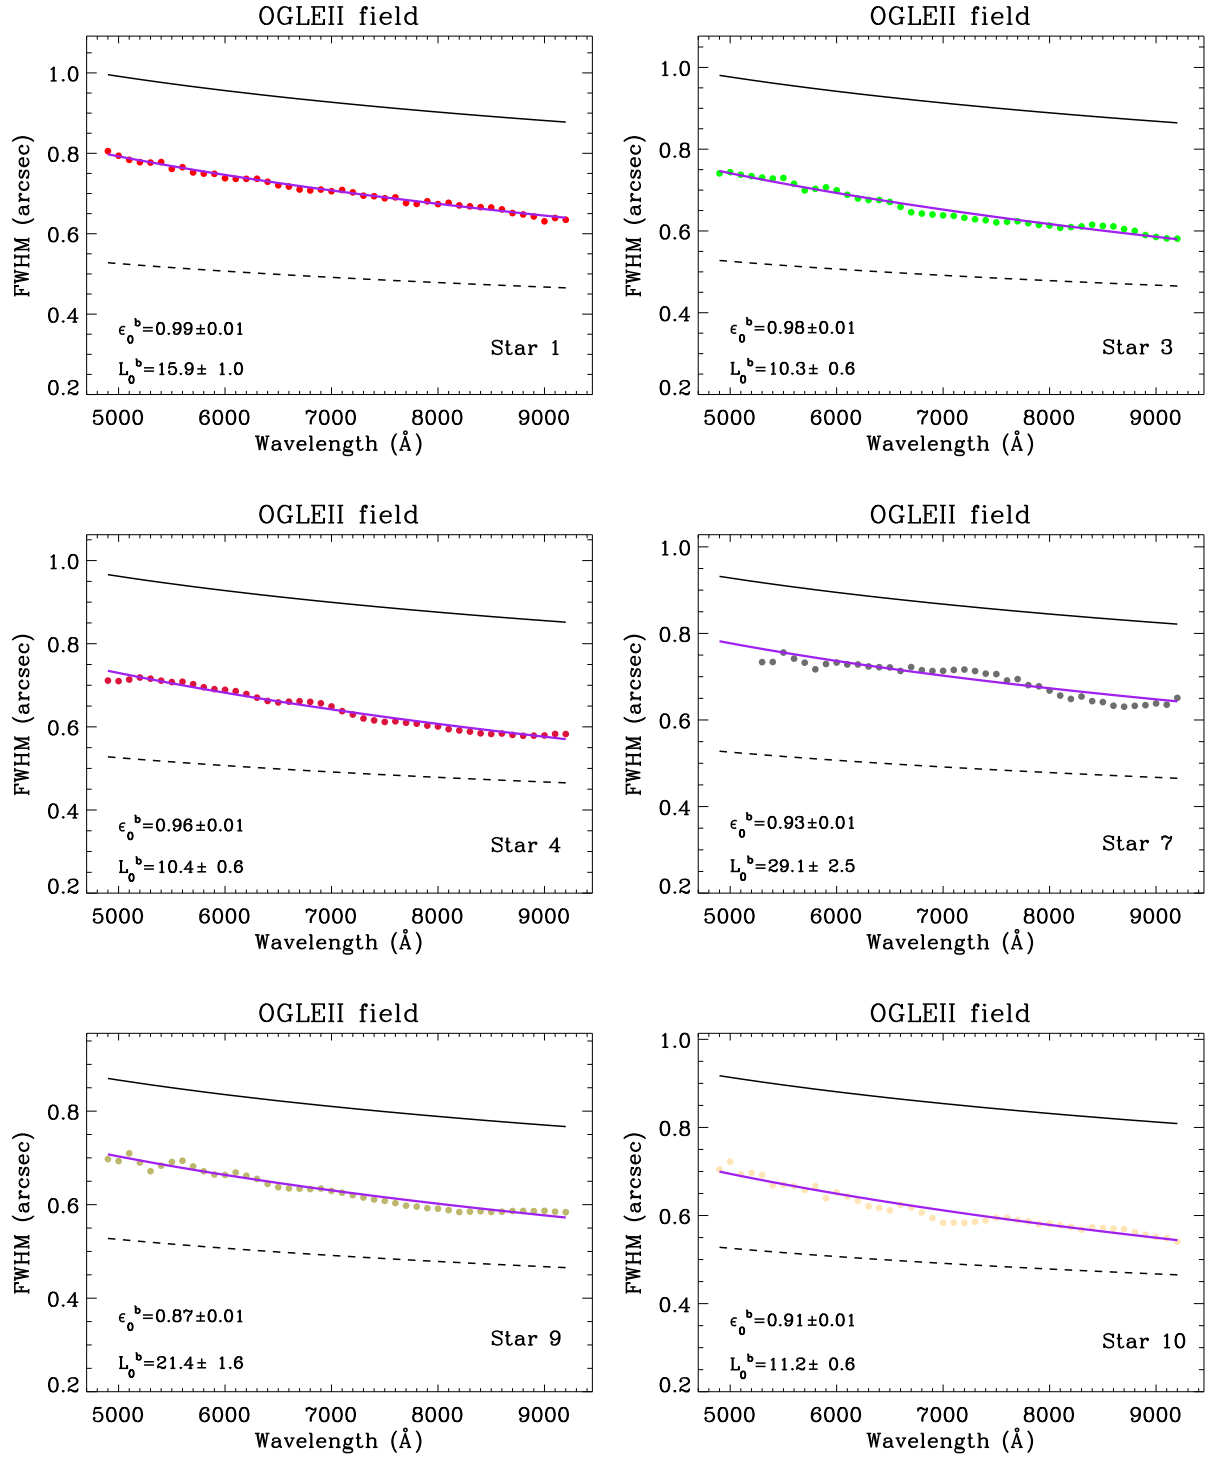 OGLEII field
FWHM (arcsec)
1.0
0.8
0.6
0.4
0.2
ε₀ᵇ=0.99±0.01
L₀ᵇ=15.9± 1.0
Star 1
5000 6000 7000 8000 9000
Wavelength (Å)
OGLEII field
FWHM (arcsec)
1.0
0.8
0.6
0.4
0.2
ε₀ᵇ=0.98±0.01
L₀ᵇ=10.3± 0.6
Star 3
5000 6000 7000 8000 9000
Wavelength (Å)
OGLEII field
FWHM (arcsec)
1.0
0.8
0.6
0.4
0.2
ε₀ᵇ=0.96±0.01
L₀ᵇ=10.4± 0.6
Star 4
5000 6000 7000 8000 9000
Wavelength (Å)
OGLEII field
FWHM (arcsec)
1.0
0.8
0.6
0.4
0.2
ε₀ᵇ=0.93±0.01
L₀ᵇ=29.1± 2.5
Star 7
5000 6000 7000 8000 9000
Wavelength (Å)
OGLEII field
FWHM (arcsec)
0.8
0.6
0.4
0.2
ε₀ᵇ=0.87±0.01
L₀ᵇ=21.4± 1.6
Star 9
5000 6000 7000 8000 9000
Wavelength (Å)
OGLEII field
FWHM (arcsec)
1.0
0.8
0.6
0.4
0.2
ε₀ᵇ=0.91±0.01
L₀ᵇ=11.2± 0.6
Star 10
5000 6000 7000 8000 9000
Wavelength (Å)